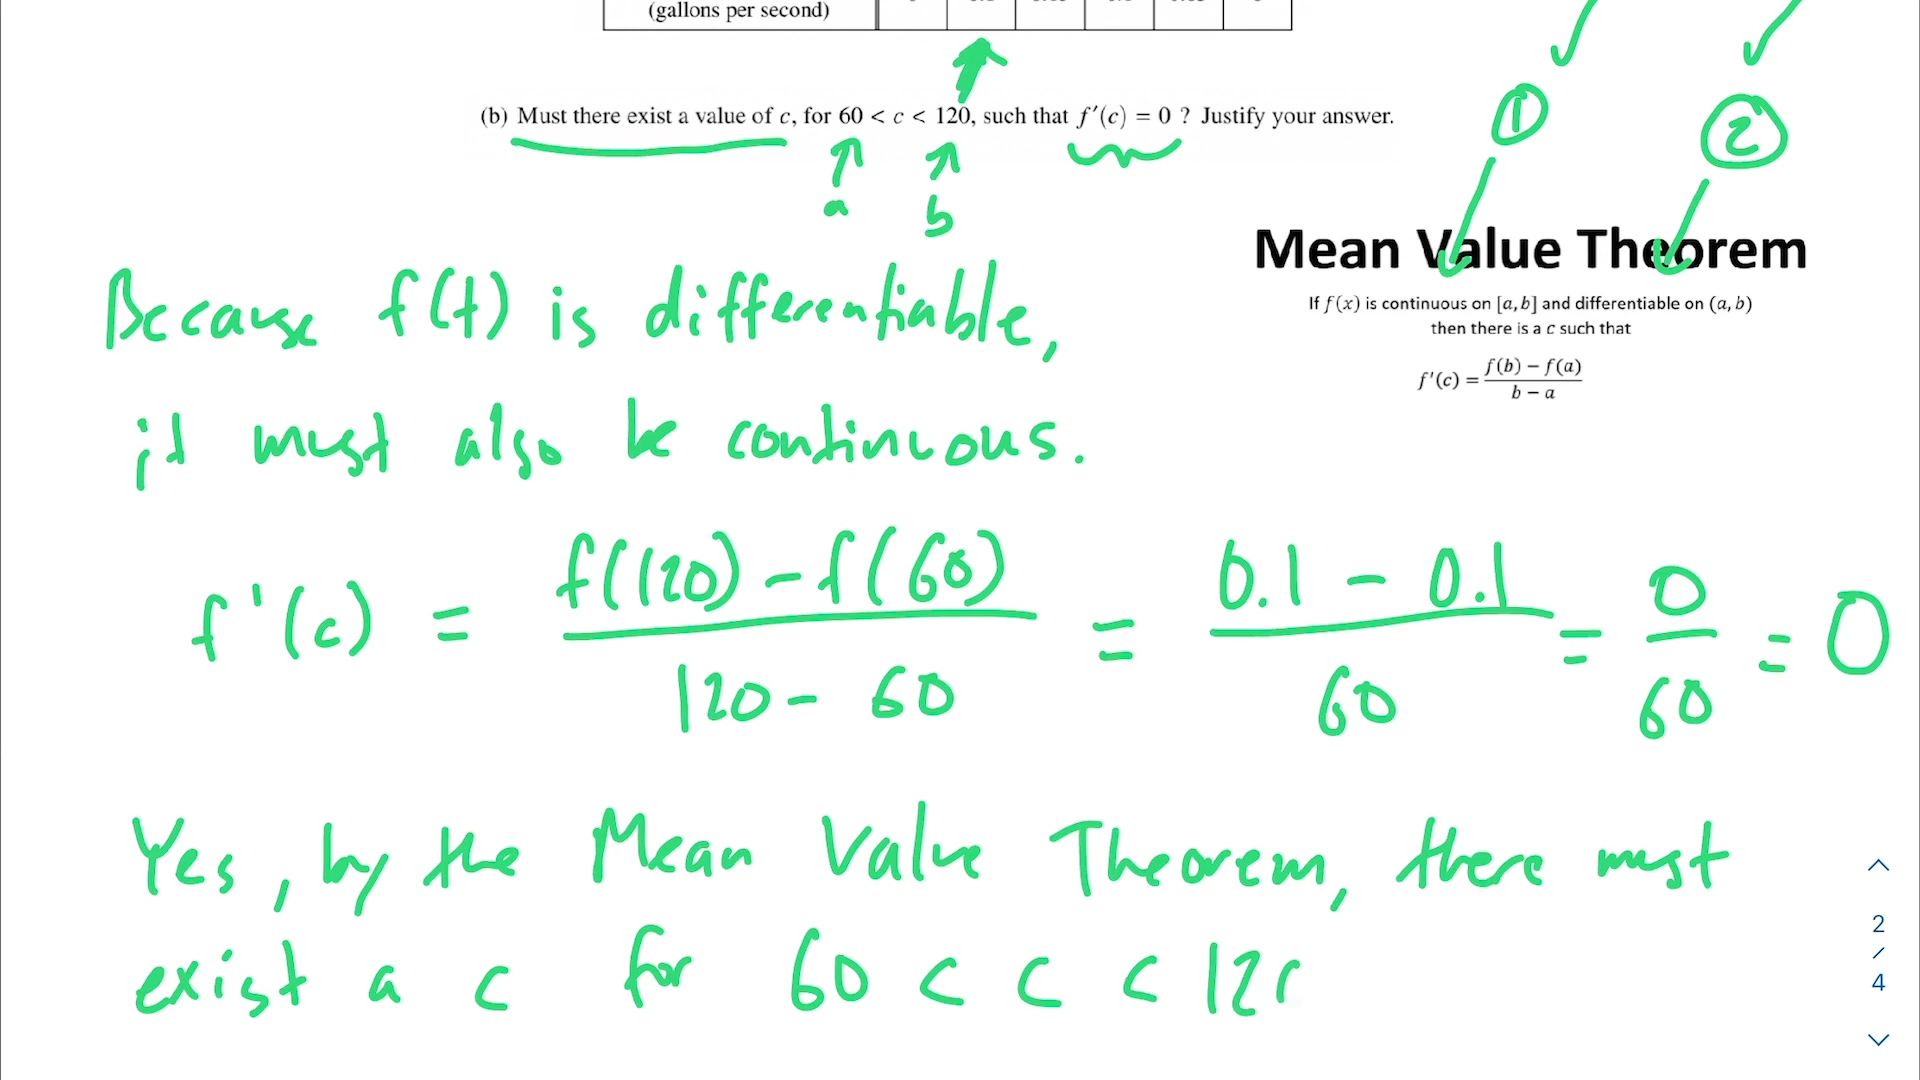 (gallons per second)
(b) Must there exist a value of c, for 60 < c < 120, such that f′(c) = 0 ? Justify your answer.
a b
1 2
Mean Value Theorem
If f(x) is continuous on [a, b] and differentiable on (a, b)
then there is a c such that
f'(c) = f(b) − f(a) / b − a
Because f(t) is differentiable,
it must also be continuous.
f'(c) = f(120) - f(60) / 120 - 60 = 0.1 - 0.1 / 60 = 0 / 60 = 0
Yes, by the Mean Value Theorem, there must
exist a c for 60 < c < 12
2
/
4